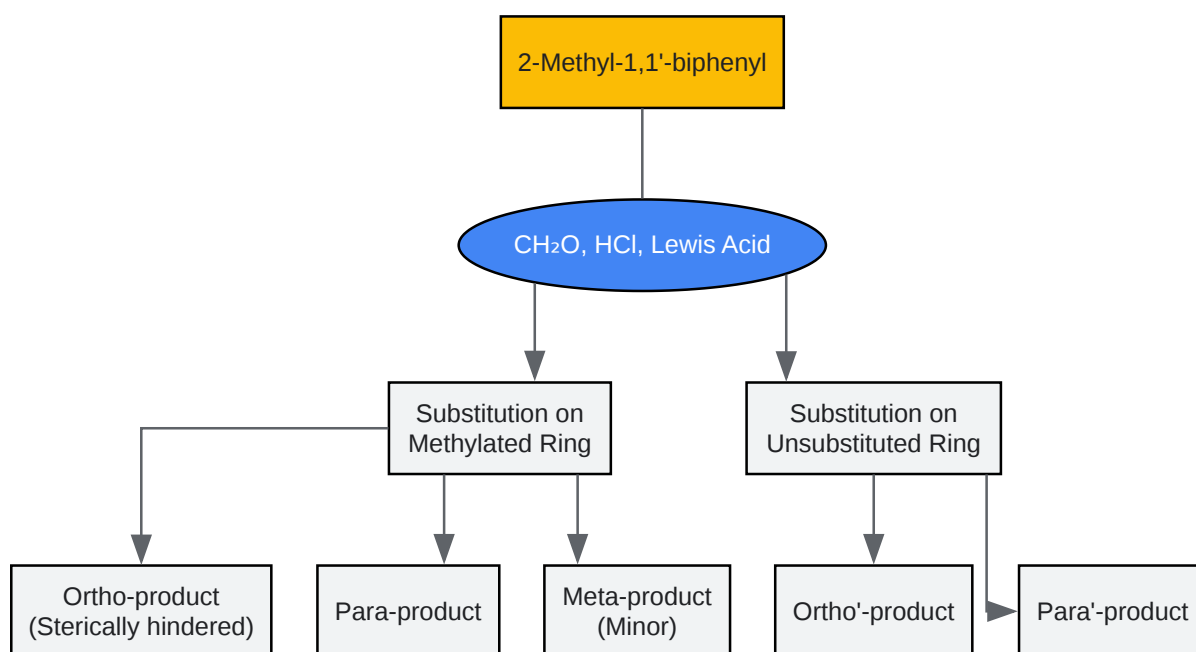 2-Methyl-1,1'-biphenyl
CH₂O, HCl, Lewis Acid
Substitution on
Methylated Ring
Substitution on
Unsubstituted Ring
Ortho-product
(Sterically hindered)
Para-product
Meta-product
(Minor)
Ortho'-product
Para'-product